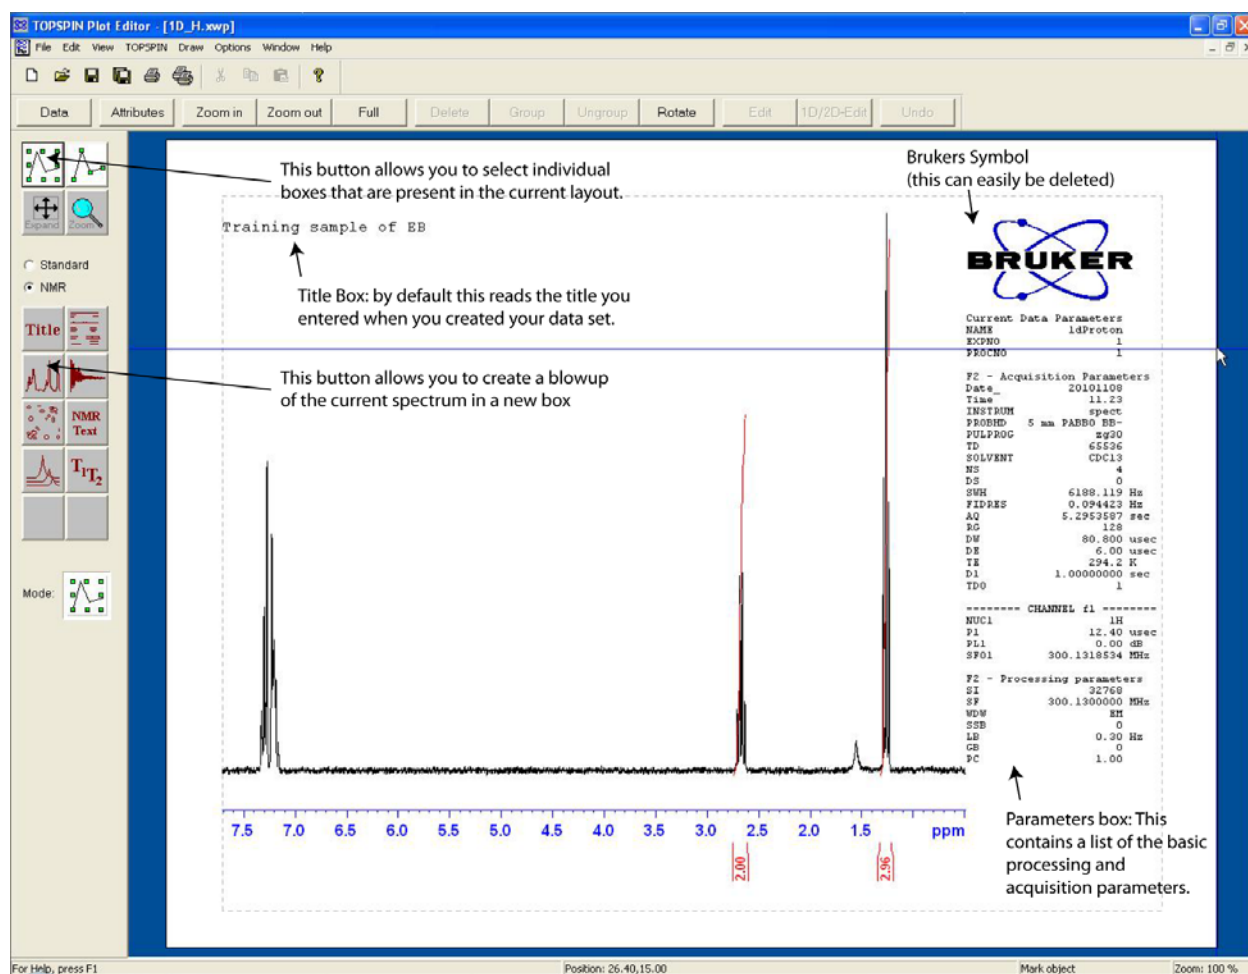 TOPSPIN Plot Editor - [1D_H.xwp]
File Edit View TOPSPIN Draw Options Window Help
Data Attributes Zoom in Zoom out Full Delete Group Ungroup Rotate Edit 1D/2D-Edit Undo
This button allows you to select individual
boxes that are present in the current layout.
Brukers Symbol
(this can easily be deleted)
Expand Zoom
Training sample of EB
BRUKER
Standard
NMR
Title Box: by default this reads the title you
entered when you created your data set.
Title
This button allows you to create a blowup
of the current spectrum in a new box
NMR
Text
T1T2
Mode:
Current Data Parameters
NAME 1dProton
EXPNO 1
PROCNO 1
F2 - Acquisition Parameters
Date_ 20101108
Time 11.23
INSTRUM spect
PROBHD 5 mm PABBO BB-
PULPROG zg30
TD 65536
SOLVENT CDCl3
NS 4
DS 0
SWH 6188.119 Hz
FIDRES 0.094423 Hz
AQ 5.2953587 sec
RG 128
DW 80.800 usec
DE 6.00 usec
TE 294.2 K
D1 1.00000000 sec
TD0 1
======== CHANNEL f1 ========
NUC1 1H
P1 12.40 usec
PL1 0.00 dB
SFO1 300.1318534 MHz
F2 - Processing parameters
SI 32768
SF 300.1300000 MHz
WDW EM
SSB 0
LB 0.30 Hz
GB 0
PC 1.00
7.5 7.0 6.5 6.0 5.5 5.0 4.5 4.0 3.5 3.0 2.5 2.0 1.5 ppm
2.00
2.96
Parameters box: This
contains a list of the basic
processing and
acquisition parameters.
For Help, press F1 Position: 26.40,15.00 Mark object Zoom: 100 %